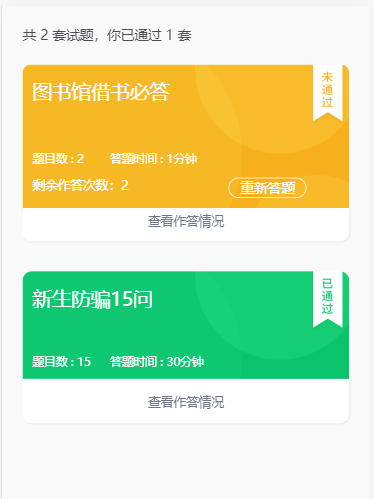 共 2 套试题，你已通过 1 套
未通过
图书馆借书必答
题目数 : 2 答题时间 : 1分钟
剩余作答次数： 2 重新答题
查看作答情况
已通过
新生防骗15问
题目数 : 15 答题时间 : 30分钟
查看作答情况